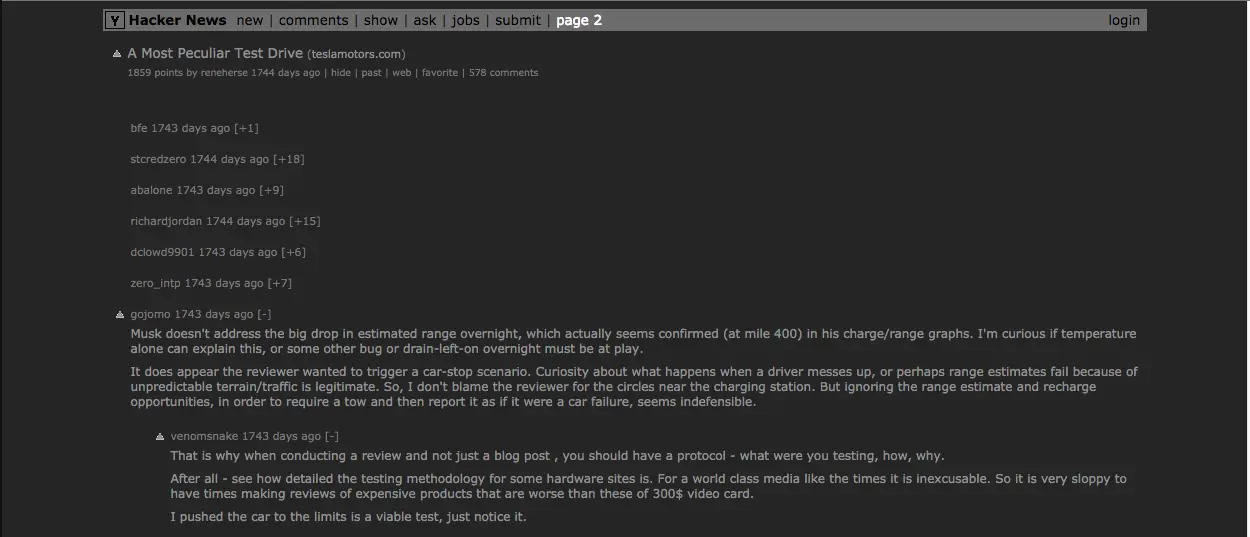 Y Hacker News new | comments | show | ask | jobs | submit | page 2 login
A Most Peculiar Test Drive (teslamotors.com)
1859 points by reneherse 1744 days ago | hide | past | web | favorite | 578 comments
bfe 1743 days ago [+1]
stcredzero 1744 days ago [+18]
abalone 1743 days ago [+9]
richardjordan 1744 days ago [+15]
dclowd9901 1743 days ago [+6]
zero_intp 1743 days ago [+7]
gojomo 1743 days ago [-]
Musk doesn't address the big drop in estimated range overnight, which actually seems confirmed (at mile 400) in his charge/range graphs. I'm curious if temperature
alone can explain this, or some other bug or drain-left-on overnight must be at play.
It does appear the reviewer wanted to trigger a car-stop scenario. Curiosity about what happens when a driver messes up, or perhaps range estimates fail because of
unpredictable terrain/traffic is legitimate. So, I don't blame the reviewer for the circles near the charging station. But ignoring the range estimate and recharge
opportunities, in order to require a tow and then report it as if it were a car failure, seems indefensible.
venomsnake 1743 days ago [-]
That is why when conducting a review and not just a blog post , you should have a protocol - what were you testing, how, why.
After all - see how detailed the testing methodology for some hardware sites is. For a world class media like the times it is inexcusable. So it is very sloppy to
have times making reviews of expensive products that are worse than these of 300$ video card.
I pushed the car to the limits is a viable test, just notice it.